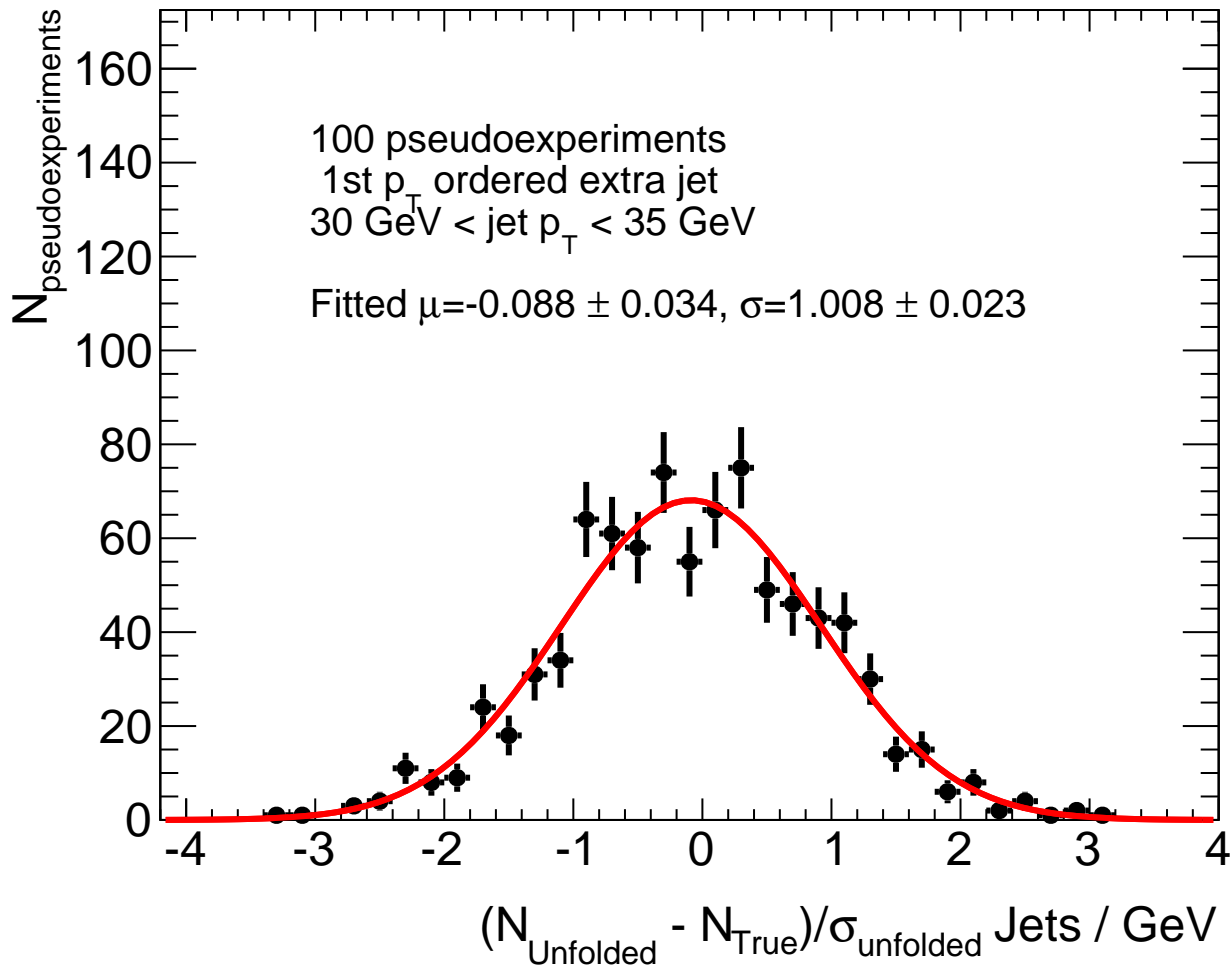 N_pseudoexperiments
160
140
120
100
80
60
40
20
0
100 pseudoexperiments
1st p_T ordered extra jet
30 GeV < jet p_T < 35 GeV
Fitted μ=-0.088 ± 0.034, σ=1.008 ± 0.023
-4 -3 -2 -1 0 1 2 3 4
(N_Unfolded - N_True)/σ_unfolded Jets / GeV